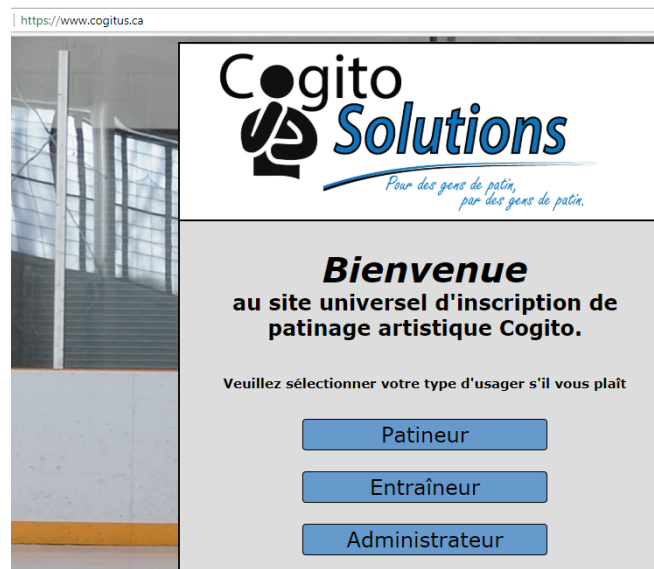 https://www.cogitus.ca
Cogito
Solutions
Pour des gens de patin,
par des gens de patin.
Bienvenue
au site universel d'inscription de
patinage artistique Cogito.
Veuillez sélectionner votre type d'usager s'il vous plaît
Patineur
Entraîneur
Administrateur